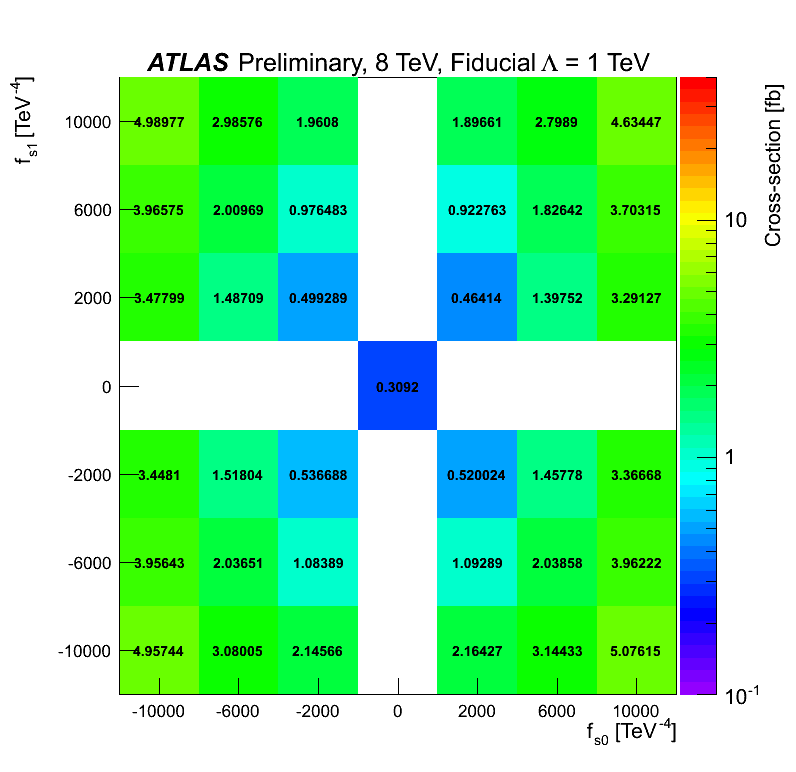 ATLAS Preliminary, 8 TeV, Fiducial Λ = 1 TeV
f_s1 [TeV^-4]
Cross-section [fb]
10000 4.98977 2.98576 1.9608 1.89661 2.7989 4.63447
6000 3.96575 2.00969 0.976483 0.922763 1.82642 3.70315
10
2000 3.47799 1.48709 0.499289 0.46414 1.39752 3.29127
0 0.3092
1
-2000 3.4481 1.51804 0.536688 0.520024 1.45778 3.36668
-6000 3.95643 2.03651 1.08389 1.09289 2.03858 3.96222
-10000 4.95744 3.08005 2.14566 2.16427 3.14433 5.07615
10^-1
-10000 -6000 -2000 0 2000 6000 10000
f_s0 [TeV^-4]